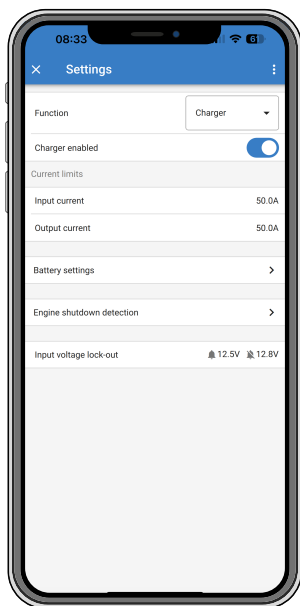 08:33 61
Settings
Function Charger
Charger enabled
Current limits
Input current 50.0A
Output current 50.0A
Battery settings
Engine shutdown detection
Input voltage lock-out 12.5V 12.8V